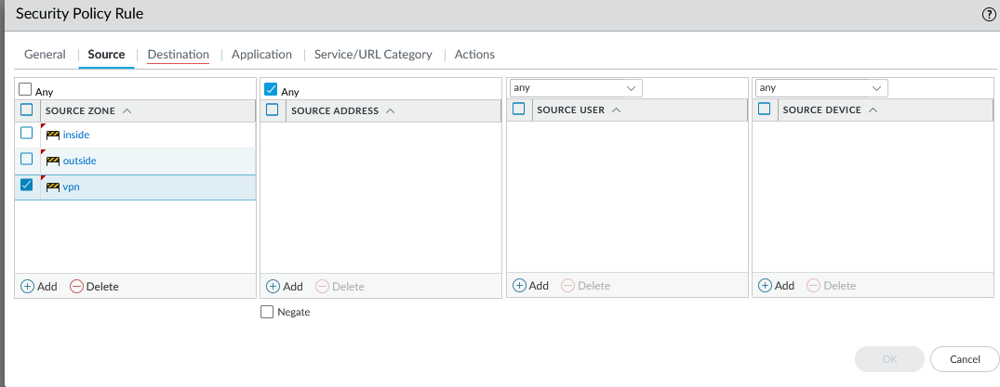 Security Policy Rule
General Source Destination Application Service/URL Category Actions
Any Any any any
SOURCE ZONE SOURCE ADDRESS SOURCE USER SOURCE DEVICE
inside
outside
vpn
Add Delete Add Delete Add Delete Add Delete
Negate
OK Cancel